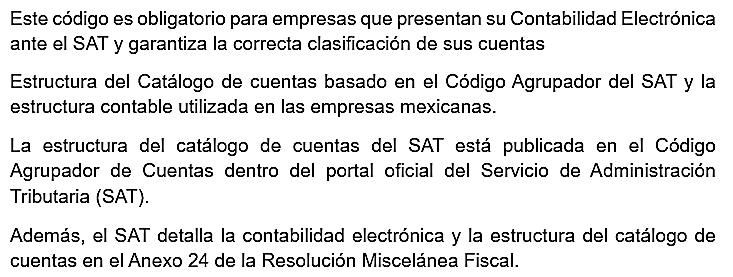 Este código es obligatorio para empresas que presentan su Contabilidad Electrónica
ante el SAT y garantiza la correcta clasificación de sus cuentas
Estructura del Catálogo de cuentas basado en el Código Agrupador del SAT y la
estructura contable utilizada en las empresas mexicanas.
La estructura del catálogo de cuentas del SAT está publicada en el Código
Agrupador de Cuentas dentro del portal oficial del Servicio de Administración
Tributaria (SAT).
Además, el SAT detalla la contabilidad electrónica y la estructura del catálogo de
cuentas en el Anexo 24 de la Resolución Miscelánea Fiscal.